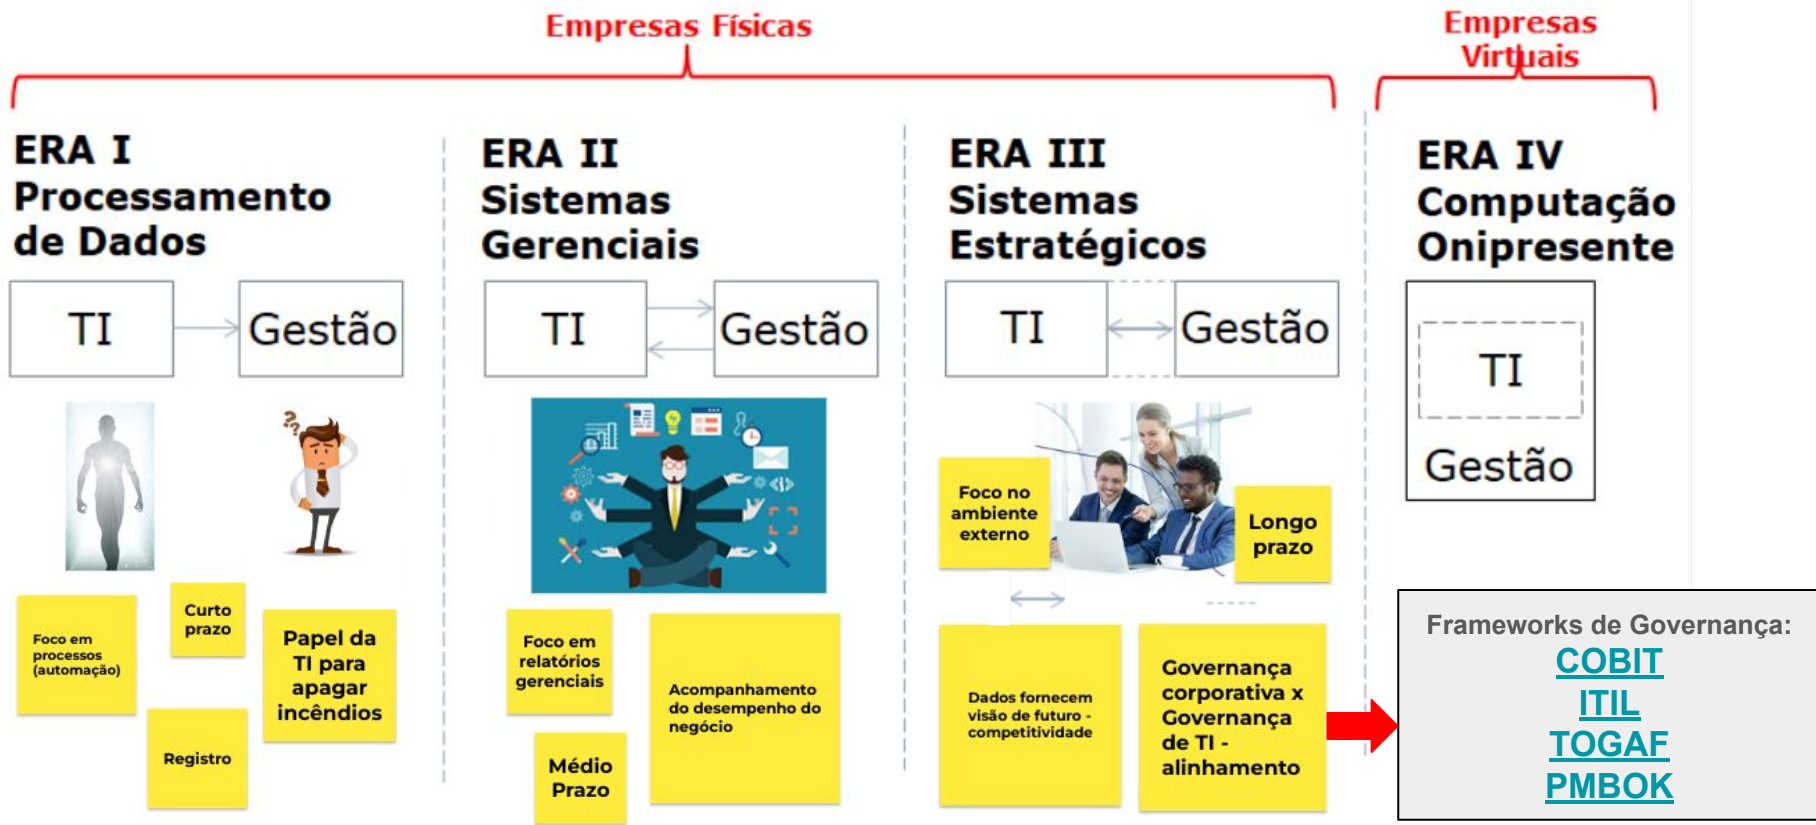 Empresas Físicas
Empresas
Virtuais
ERA I
Processamento
de Dados
TI
Gestão
??
Foco em
processos
(automação)
Curto
prazo
Papel da
TI para
apagar
incêndios
Registro
ERA II
Sistemas
Gerenciais
TI
Gestão
Foco em
relatórios
gerenciais
Acompanhamento
do desempenho do
negócio
Médio
Prazo
ERA III
Sistemas
Estratégicos
TI
Gestão
Foco no
ambiente
externo
Longo
prazo
Dados fornecem
visão de futuro -
competitividade
Governança
corporativa x
Governança
de TI -
alinhamento
ERA IV
Computação
Onipresente
TI
Gestão
Frameworks de Governança:
COBIT
ITIL
TOGAF
PMBOK